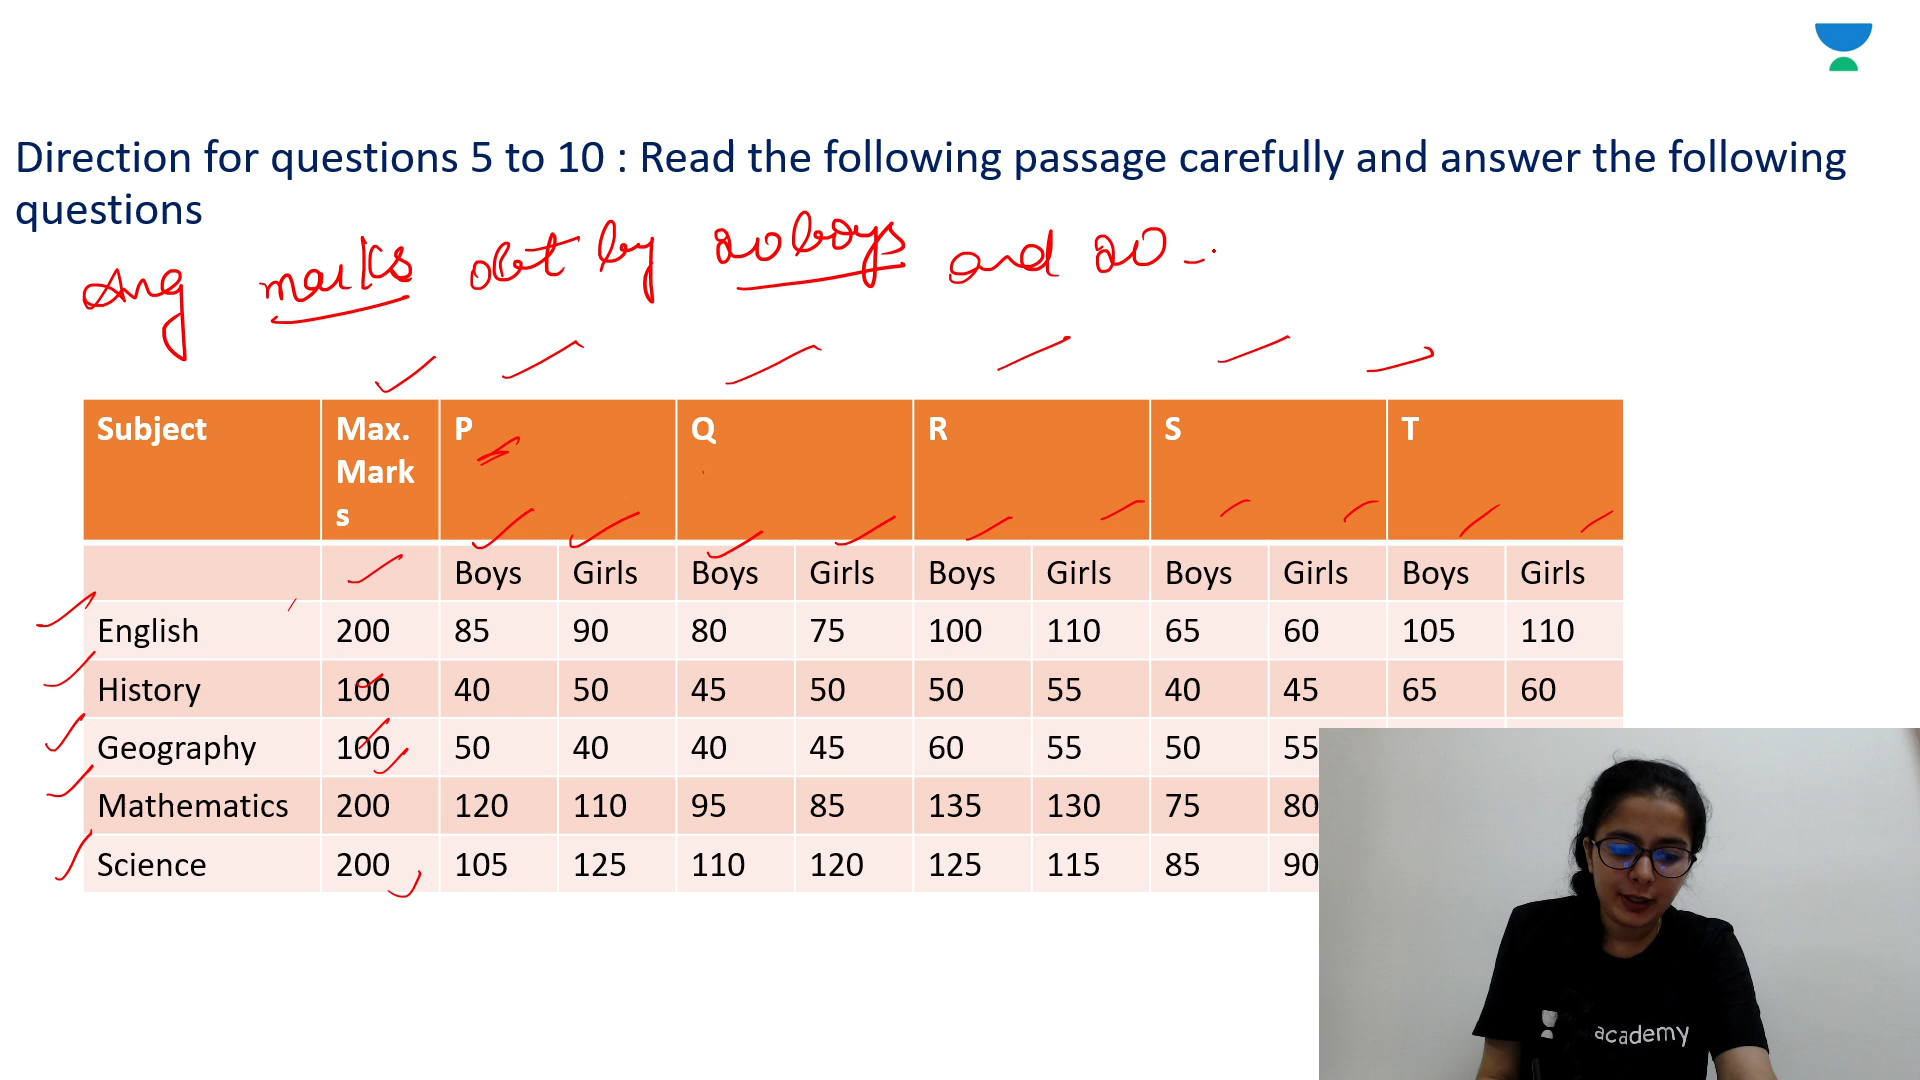 Direction for questions 5 to 10 : Read the following passage carefully and answer the following
questions
Avg marks obt by 20 boys and 20
Subject Max. Marks P Q R S T
Boys Girls Boys Girls Boys Girls Boys Girls Boys Girls
English 200 85 90 80 75 100 110 65 60 105 110
History 100 40 50 45 50 50 55 40 45 65 60
Geography 100 50 40 40 45 60 55 50 55
Mathematics 200 120 110 95 85 135 130 75 80
Science 200 105 125 110 120 125 115 85 90
academy